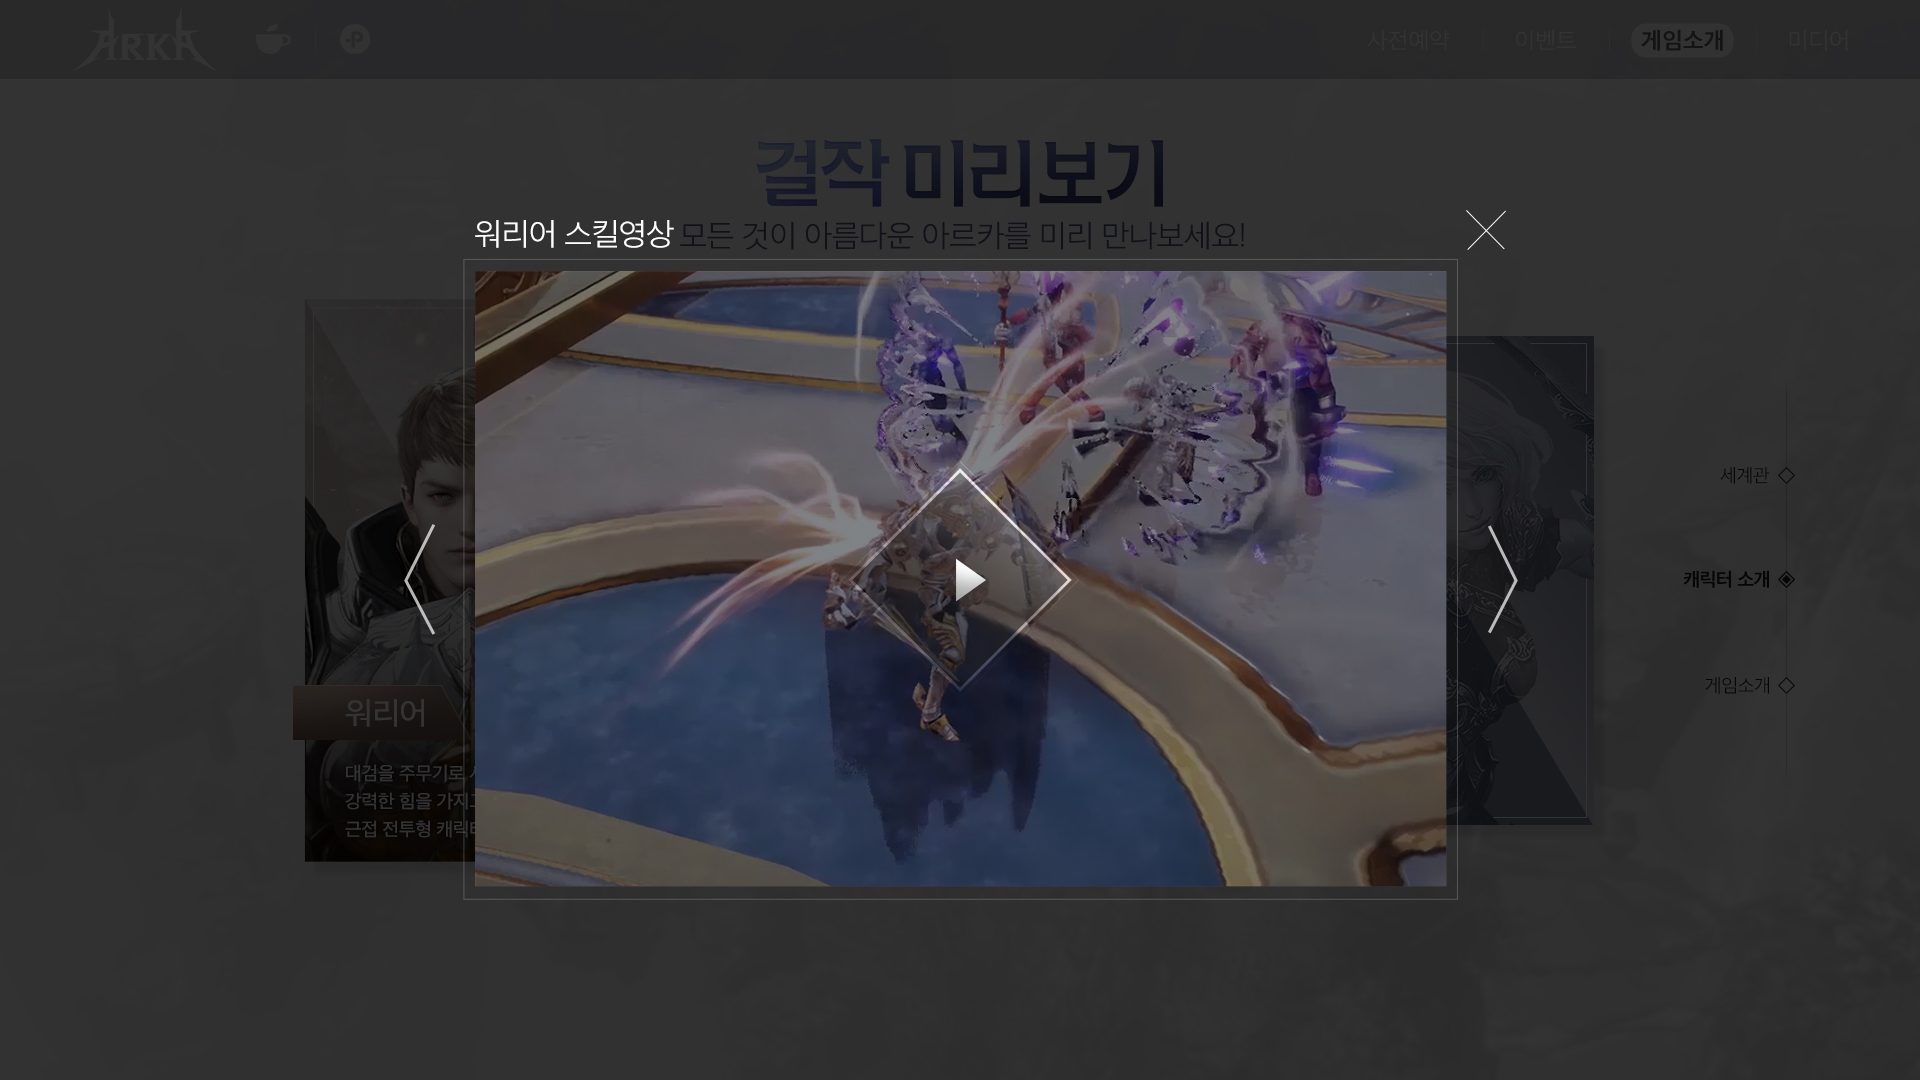 ARKA
P
사전예약
이벤트
게임소개
미디어
걸작 미리보기
워리어 스킬영상
모든 것이 아름다운 아르카를 미리 만나보세요!
세계관
캐릭터 소개
게임소개
워리어
대검을 주무기로
강력한 힘을 가지고
근접 전투형 캐릭터